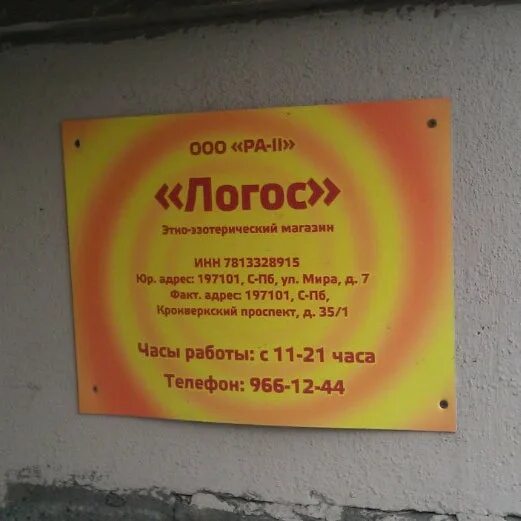 ООО «РА-II»
«Логос»
Этно-эзотерический магазин
ИНН 7813328915
Юр. адрес: 197101, С-Пб, ул. Мира, д. 7
Факт. адрес: 197101, С-Пб,
Кронверкский проспект, д. 35/1
Часы работы: с 11-21 часа
Телефон: 966-12-44